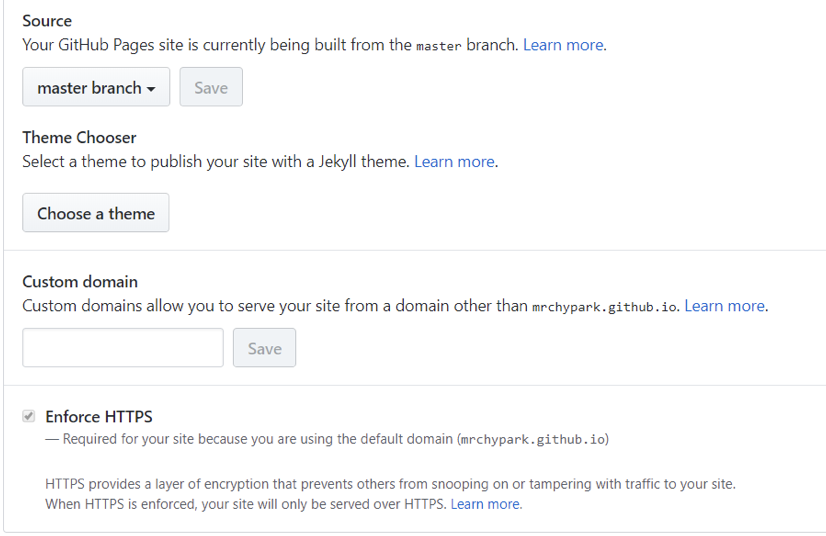 Source
Your GitHub Pages site is currently being built from the master branch. Learn more.
master branch
Save
Theme Chooser
Select a theme to publish your site with a Jekyll theme. Learn more.
Choose a theme
Custom domain
Custom domains allow you to serve your site from a domain other than mrchypark.github.io. Learn more.
Save
Enforce HTTPS
— Required for your site because you are using the default domain (mrchypark.github.io)
HTTPS provides a layer of encryption that prevents others from snooping on or tampering with traffic to your site.
When HTTPS is enforced, your site will only be served over HTTPS. Learn more.